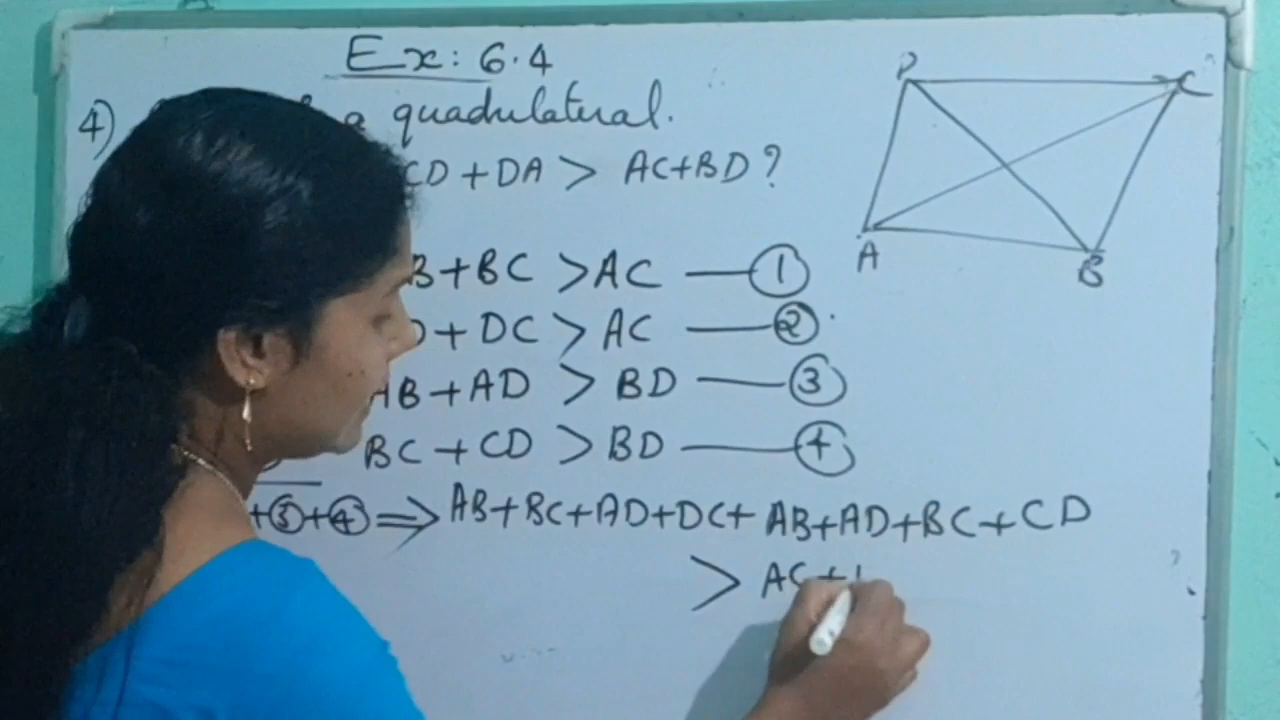 Ex: 6.4
4) a quadulateral.
CD + DA > AC+BD?
B+BC >AC — 1
+ DC > AC — 2
AB + AD > BD — 3
BC + CD > BD — 4
+3+4 ⇒ AB+BC+AD+DC+ AB+AD+BC+CD
> AC+
D C
A
B